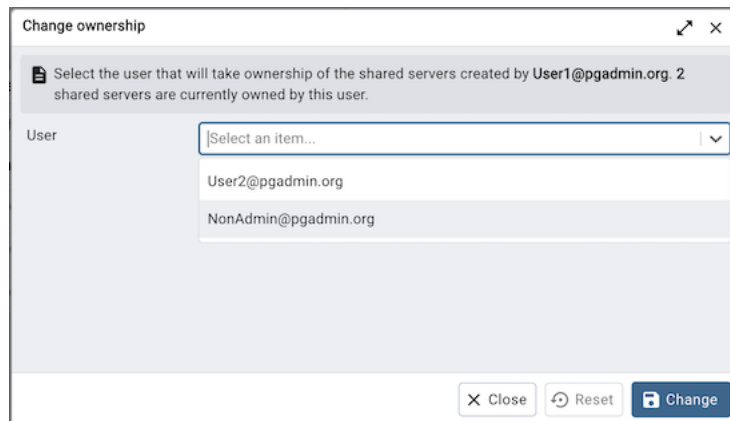 Change ownership
Select the user that will take ownership of the shared servers created by User1@pgadmin.org. 2
shared servers are currently owned by this user.
User
Select an item...
User2@pgadmin.org
NonAdmin@pgadmin.org
Close
Reset
Change